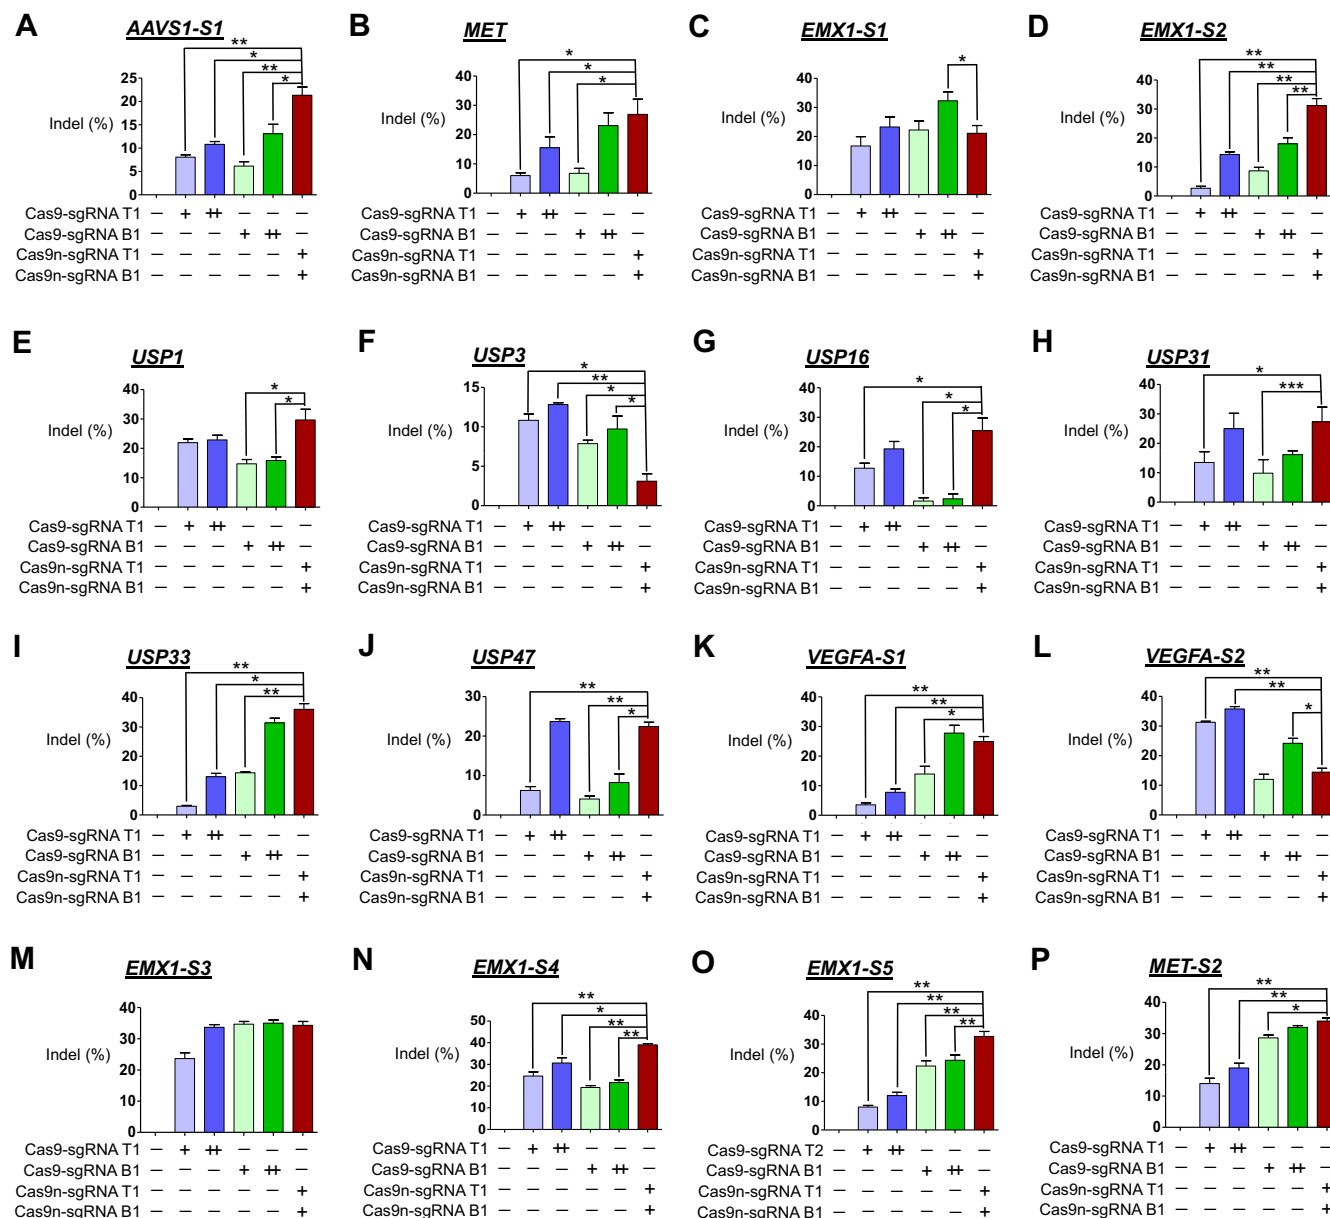 A AAVS1-S1
** 
* 
** 
* 
25
20
Indel (%) 15
10
5
0
Cas9-sgRNA T1 — + ++ — — —
Cas9-sgRNA B1 — — — + ++ —
Cas9n-sgRNA T1 — — — — — +
Cas9n-sgRNA B1 — — — — — +
B MET
*
*
*
40
30
Indel (%)
20
10
0
Cas9-sgRNA T1 — + ++ — — —
Cas9-sgRNA B1 — — — + ++ —
Cas9n-sgRNA T1 — — — — — +
Cas9n-sgRNA B1 — — — — — +
C EMX1-S1
*
40
30
Indel (%)
20
10
0
Cas9-sgRNA T1 — + ++ — — —
Cas9-sgRNA B1 — — — + ++ —
Cas9n-sgRNA T1 — — — — — +
Cas9n-sgRNA B1 — — — — — +
D EMX1-S2
**
**
**
**
40
30
Indel (%)
20
10
0
Cas9-sgRNA T1 — + ++ — — —
Cas9-sgRNA B1 — — — + ++ —
Cas9n-sgRNA T1 — — — — — +
Cas9n-sgRNA B1 — — — — — +
E USP1
*
*
40
30
Indel (%)
20
10
0
Cas9-sgRNA T1 — + ++ — — —
Cas9-sgRNA B1 — — — + ++ —
Cas9n-sgRNA T1 — — — — — +
Cas9n-sgRNA B1 — — — — — +
F USP3
*
**
*
*
15
10
Indel (%)
5
0
Cas9-sgRNA T1 — + ++ — — —
Cas9-sgRNA B1 — — — + ++ —
Cas9n-sgRNA T1 — — — — — +
Cas9n-sgRNA B1 — — — — — +
G USP16
*
*
*
40
30
Indel (%)
20
10
0
Cas9-sgRNA T1 — + ++ — — —
Cas9-sgRNA B1 — — — + ++ —
Cas9n-sgRNA T1 — — — — — +
Cas9n-sgRNA B1 — — — — — +
H USP31
*
***
40
30
Indel (%)
20
10
0
Cas9-sgRNA T1 — + ++ — — —
Cas9-sgRNA B1 — — — + ++ —
Cas9n-sgRNA T1 — — — — — +
Cas9n-sgRNA B1 — — — — — +
I USP33
**
*
**
40
30
Indel (%)
20
10
0
Cas9-sgRNA T1 — + ++ — — —
Cas9-sgRNA B1 — — — + ++ —
Cas9n-sgRNA T1 — — — — — +
Cas9n-sgRNA B1 — — — — — +
J USP47
**
**
*
30
20
Indel (%)
10
0
Cas9-sgRNA T1 — + ++ — — —
Cas9-sgRNA B1 — — — + ++ —
Cas9n-sgRNA T1 — — — — — +
Cas9n-sgRNA B1 — — — — — +
K VEGFA-S1
**
**
*
40
30
Indel (%)
20
10
0
Cas9-sgRNA T1 — + ++ — — —
Cas9-sgRNA B1 — — — + ++ —
Cas9n-sgRNA T1 — — — — — +
Cas9n-sgRNA B1 — — — — — +
L VEGFA-S2
**
**
*
40
30
Indel (%)
20
10
0
Cas9-sgRNA T1 — + ++ — — —
Cas9-sgRNA B1 — — — + ++ —
Cas9n-sgRNA T1 — — — — — +
Cas9n-sgRNA B1 — — — — — +
M EMX1-S3
40
30
Indel (%)
20
10
0
Cas9-sgRNA T1 — + ++ — — —
Cas9-sgRNA B1 — — — + ++ —
Cas9n-sgRNA T1 — — — — — +
Cas9n-sgRNA B1 — — — — — +
N EMX1-S4
**
*
**
**
50
40
Indel (%) 30
20
10
0
Cas9-sgRNA T1 — + ++ — — —
Cas9-sgRNA B1 — — — + ++ —
Cas9n-sgRNA T1 — — — — — +
Cas9n-sgRNA B1 — — — — — +
O EMX1-S5
**
**
**
**
40
30
Indel (%)
20
10
0
Cas9-sgRNA T2 — + ++ — — —
Cas9-sgRNA B1 — — — + ++ —
Cas9n-sgRNA T1 — — — — — +
Cas9n-sgRNA B1 — — — — — +
P MET-S2
**
**
*
40
30
Indel (%)
20
10
0
Cas9-sgRNA T1 — + ++ — — —
Cas9-sgRNA B1 — — — + ++ —
Cas9n-sgRNA T1 — — — — — +
Cas9n-sgRNA B1 — — — — — +